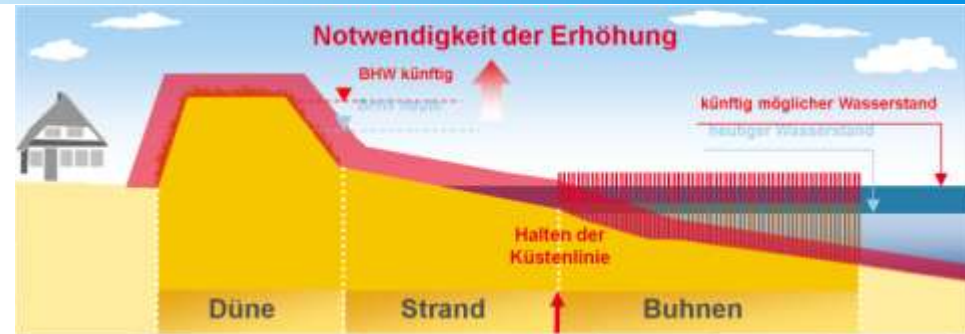 Notwendigkeit der Erhöhung
BHW künftig
künftig möglicher Wasserstand
heutiger Wasserstand
Halten der
Küstenlinie
Düne
Strand
Buhnen